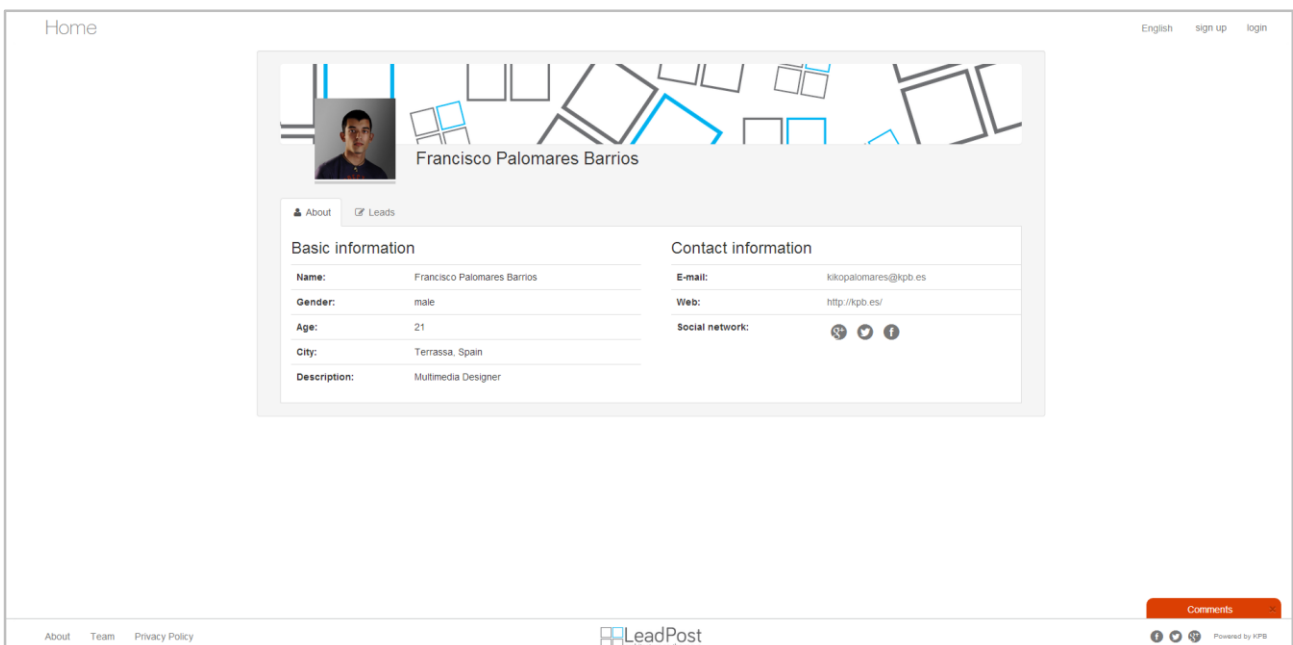 Home
English sign up login
Francisco Palomares Barrios
About Leads
Basic information
Name: Francisco Palomares Barrios
Gender: male
Age: 21
City: Terrassa, Spain
Description: Multimedia Designer
Contact information
E-mail: kikopalomares@kpb.es
Web: http://kpb.es/
Social network:
Comments ×
About Team Privacy Policy
LeadPost
Powered by KPB